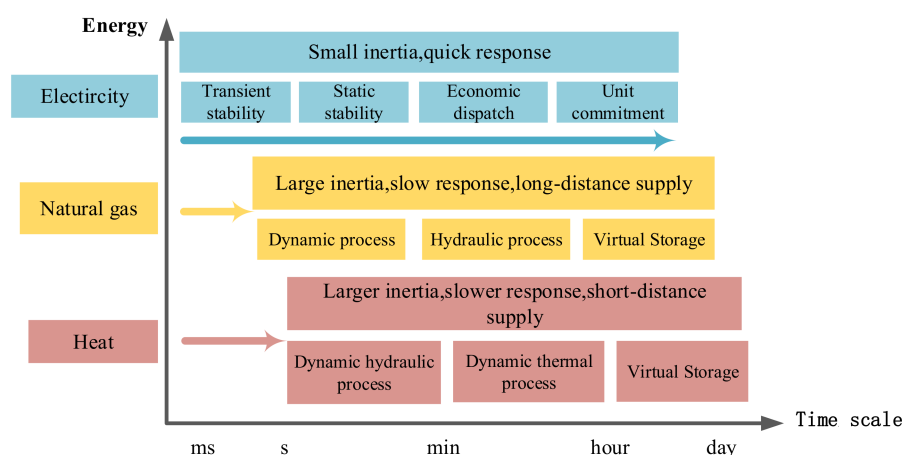 Energy
Small inertia,quick response
Electircity
Transient
stability
Static
stability
Economic
dispatch
Unit
commitment
Large inertia,slow response,long-distance supply
Natural gas
Dynamic process
Hydraulic process
Virtual Storage
Larger inertia,slower response,short-distance
supply
Heat
Dynamic hydraulic
process
Dynamic thermal
process
Virtual Storage
Time scale
ms
s
min
hour
day